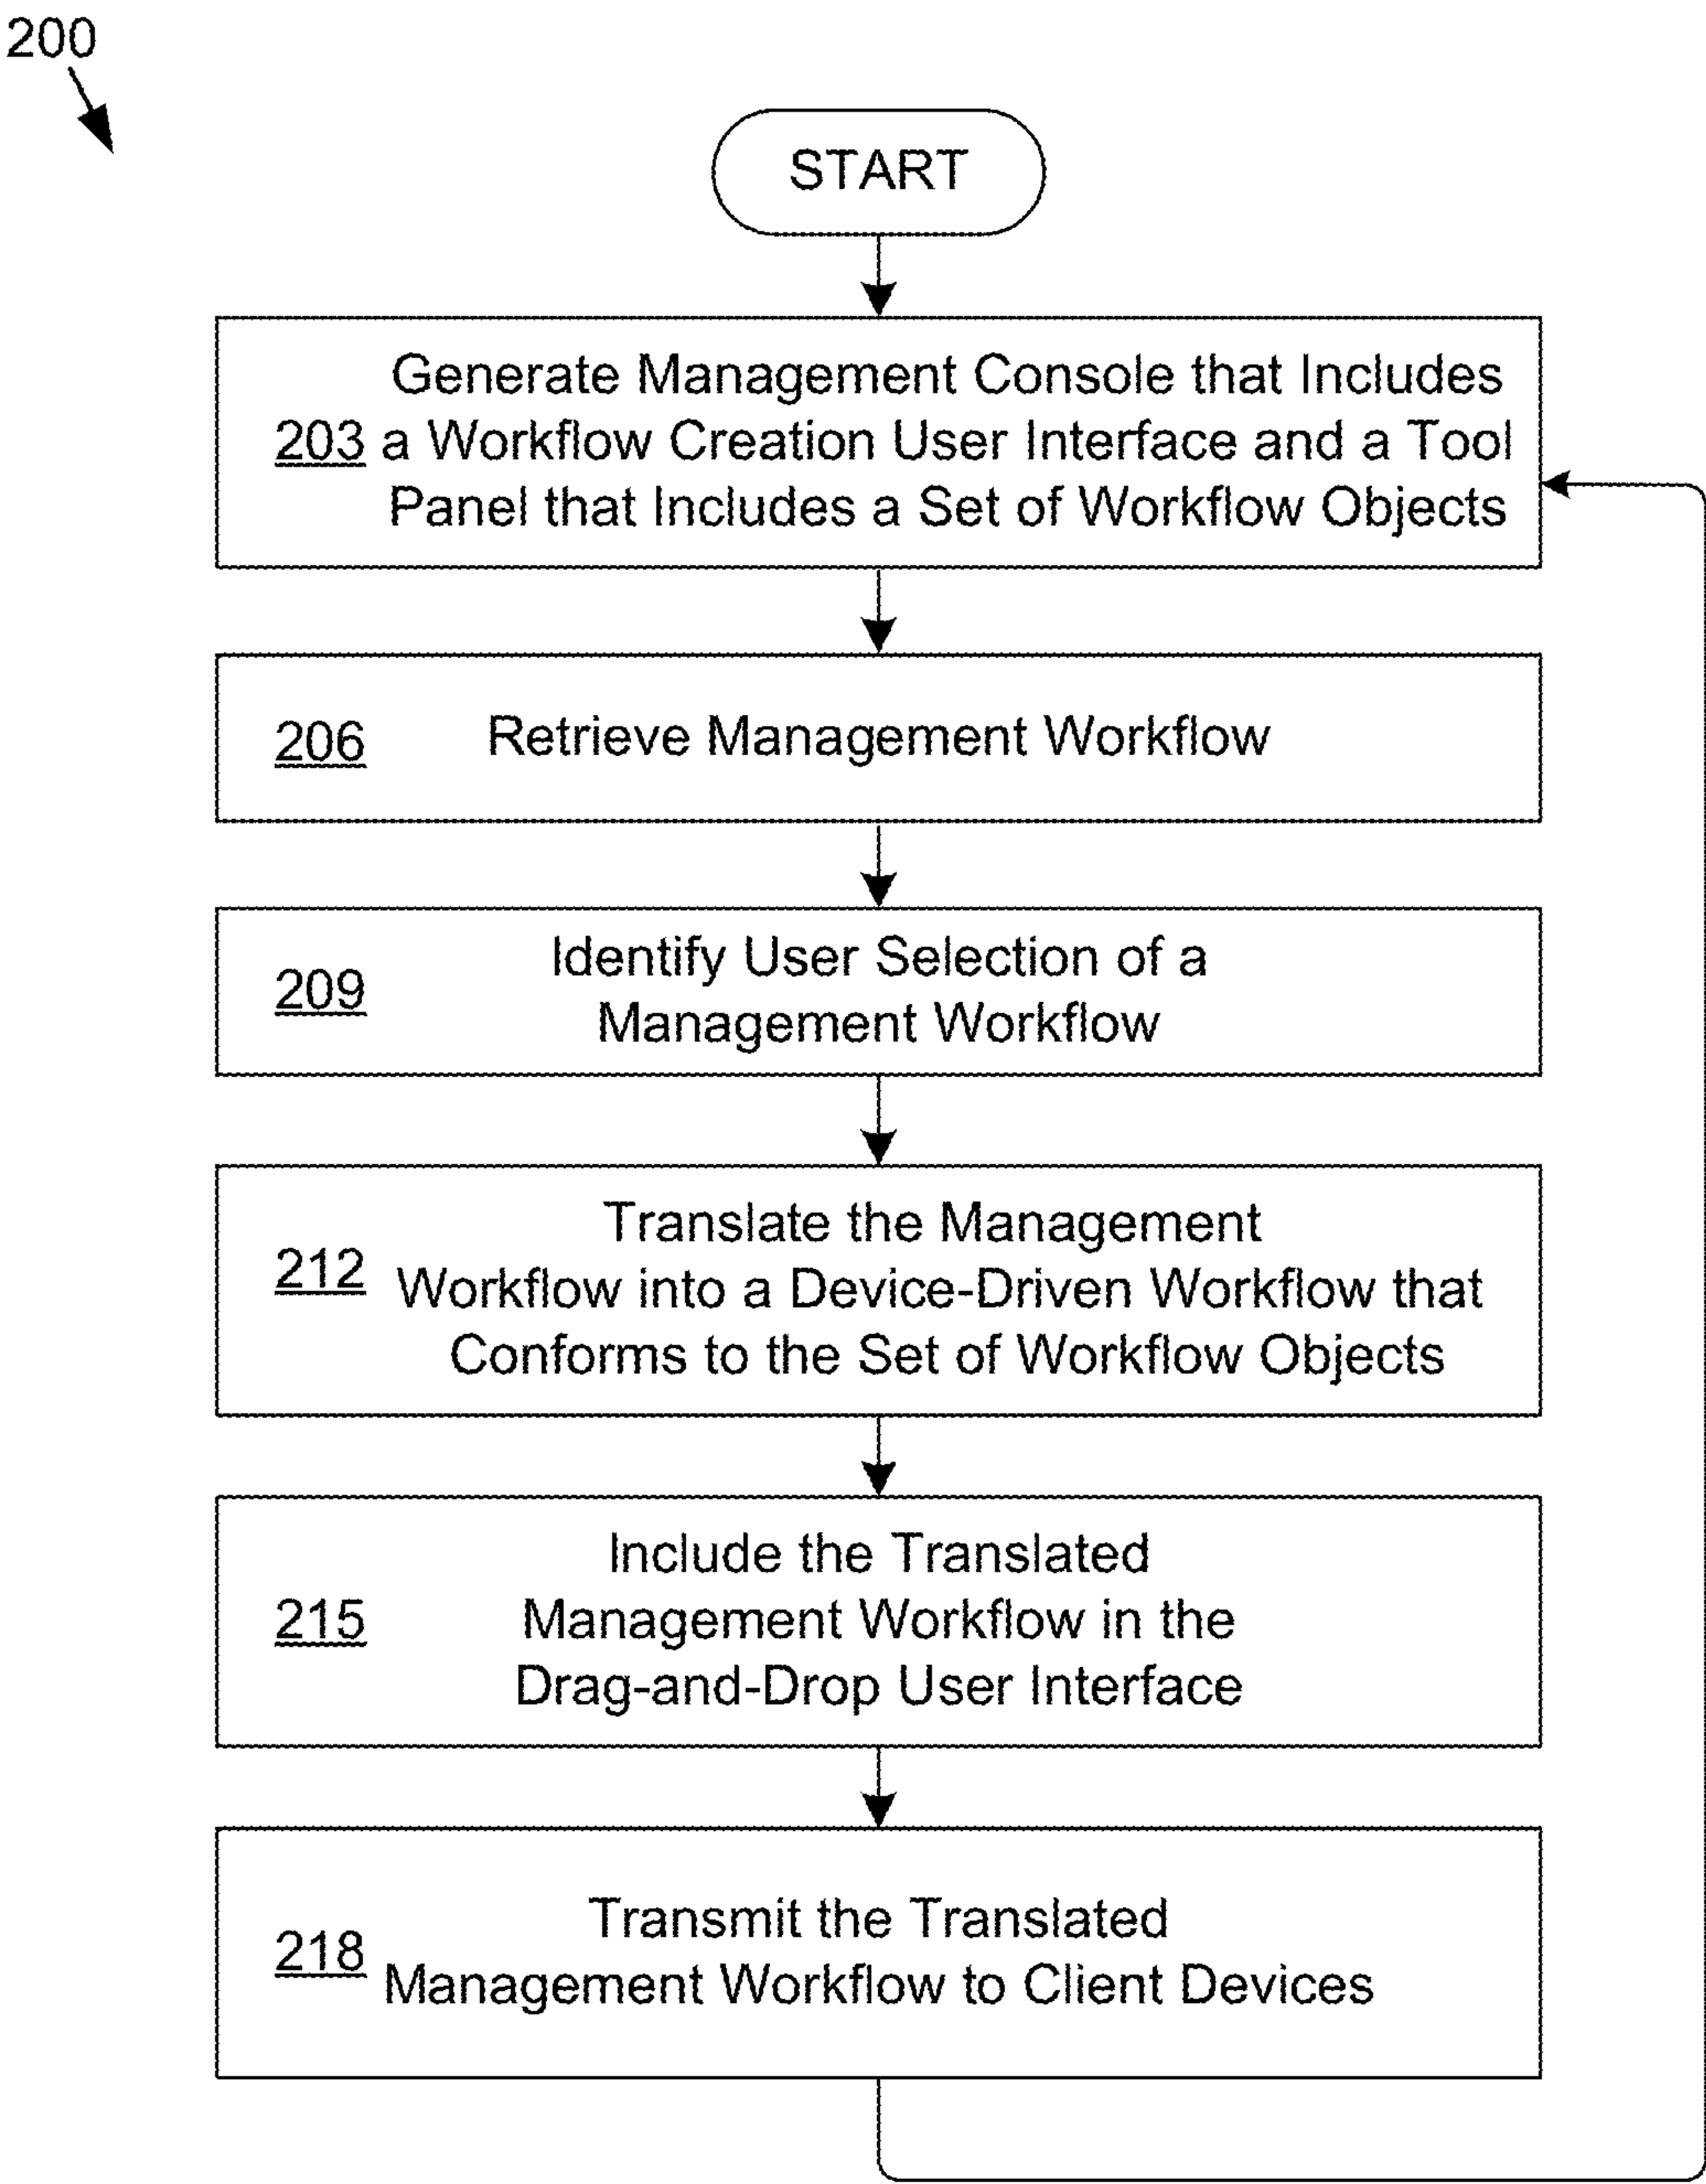 200
START
Generate Management Console that Includes
203 a Workflow Creation User Interface and a Tool
Panel that Includes a Set of Workflow Objects
206 Retrieve Management Workflow
Identify User Selection of a
209
Management Workflow
Translate the Management
212 Workflow into a Device-Driven Workflow that
Conforms to the Set of Workflow Objects
Include the Translated
215 Management Workflow in the
Drag-and-Drop User Interface
Transmit the Translated
218 Management Workflow to Client Devices